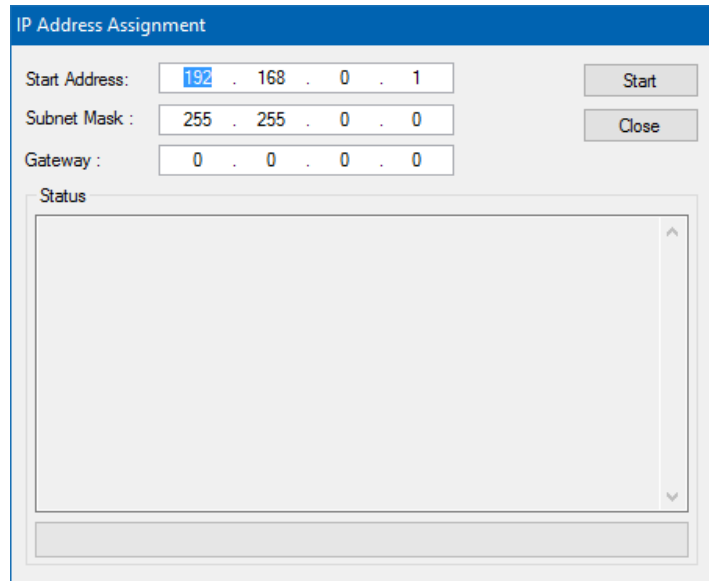 IP Address Assignment
Start Address: 192 . 168 . 0 . 1 Start
Subnet Mask : 255 . 255 . 0 . 0 Close
Gateway : 0 . 0 . 0 . 0
Status